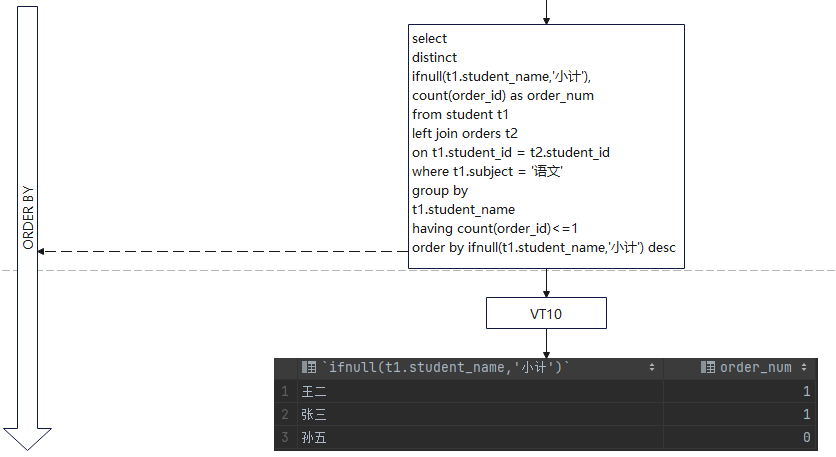 select
distinct
ifnull(t1.student_name,'小计'),
count(order_id) as order_num
from student t1
left join orders t2
on t1.student_id = t2.student_id
where t1.subject = '语文'
group by
t1.student_name
having count(order_id)<=1
order by ifnull(t1.student_name,'小计') desc
ORDER BY
VT10
`ifnull(t1.student_name,'小计')` order_num
1 王二 1
2 张三 1
3 孙五 0